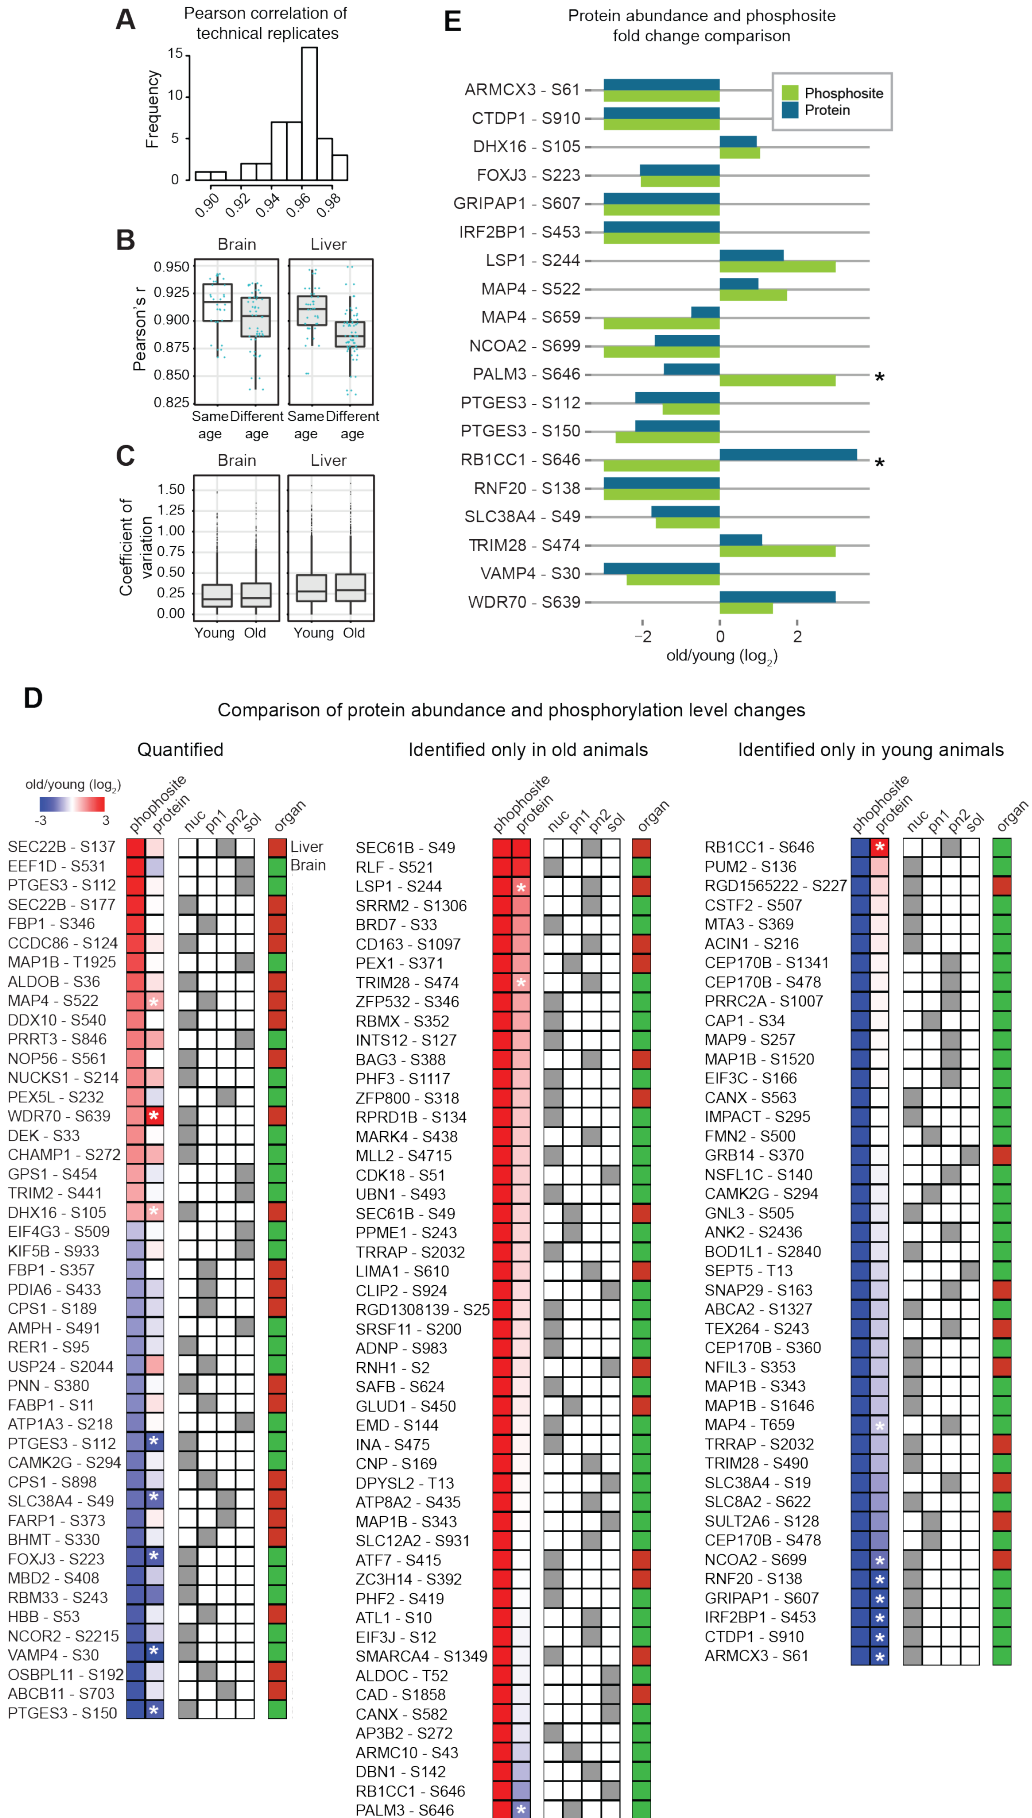 A
Pearson correlation of
technical replicates
Frequency
15
10
5
0
0.90
0.92
0.94
0.96
0.98
B
Brain
Liver
Pearson's r
0.950
0.925
0.900
0.875
0.850
0.825
Same age
Different age
Same age
Different age
C
Brain
Liver
Coefficient of
variation
1.50
1.25
1.00
0.75
0.50
0.25
0.00
Young
Old
Young
Old
E
Protein abundance and phosphosite
fold change comparison
Phosphosite
Protein
ARMCX3 - S61
CTDP1 - S910
DHX16 - S105
FOXJ3 - S223
GRIPAP1 - S607
IRF2BP1 - S453
LSP1 - S244
MAP4 - S522
MAP4 - S659
NCOA2 - S699
PALM3 - S646 *
PTGES3 - S112
PTGES3 - S150
RB1CC1 - S646 *
RNF20 - S138
SLC38A4 - S49
TRIM28 - S474
VAMP4 - S30
WDR70 - S639
−2 0 2
old/young (log2)
D
Comparison of protein abundance and phosphorylation level changes
Quantified
old/young (log2)
-3 3
phophosite
protein
nuc
pn1
pn2
sol
organ
Liver
Brain
SEC22B - S137
EEF1D - S531
PTGES3 - S112
SEC22B - S177
FBP1 - S346
CCDC86 - S124
MAP1B - T1925
ALDOB - S36
MAP4 - S522 *
DDX10 - S540
PRRT3 - S846
NOP56 - S561
NUCKS1 - S214
PEX5L - S232
WDR70 - S639 *
DEK - S33
CHAMP1 - S272
GPS1 - S454
TRIM2 - S441
DHX16 - S105 *
EIF4G3 - S509
KIF5B - S933
FBP1 - S357
PDIA6 - S433
CPS1 - S189
AMPH - S491
RER1 - S95
USP24 - S2044
PNN - S380
FABP1 - S11
ATP1A3 - S218
PTGES3 - S112 *
CAMK2G - S294
CPS1 - S898
SLC38A4 - S49 *
FARP1 - S373
BHMT - S330
FOXJ3 - S223 *
MBD2 - S408
RBM33 - S243
HBB - S53
NCOR2 - S2215
VAMP4 - S30 *
OSBPL11 - S192
ABCB11 - S703
PTGES3 - S150 *
Identified only in old animals
phophosite
protein
nuc
pn1
pn2
sol
organ
SEC61B - S49
RLF - S521
LSP1 - S244 *
SRRM2 - S1306
BRD7 - S33
CD163 - S1097
PEX1 - S371
TRIM28 - S474 *
ZFP532 - S346
RBMX - S352
INTS12 - S127
BAG3 - S388
PHF3 - S1117
ZFP800 - S318
RPRD1B - S134
MARK4 - S438
MLL2 - S4715
CDK18 - S51
UBN1 - S493
SEC61B - S49
PPME1 - S243
TRRAP - S2032
LIMA1 - S610
CLIP2 - S924
RGD1308139 - S25
SRSF11 - S200
ADNP - S983
RNH1 - S2
SAFB - S624
GLUD1 - S450
EMD - S144
INA - S475
CNP - S169
DPYSL2 - T13
ATP8A2 - S435
MAP1B - S343
SLC12A2 - S931
ATF7 - S415
ZC3H14 - S392
PHF2 - S419
ATL1 - S10
EIF3J - S12
SMARCA4 - S1349
ALDOC - T52
CAD - S1858
CANX - S582
AP3B2 - S272
ARMC10 - S43
DBN1 - S142
RB1CC1 - S646
PALM3 - S646 *
Identified only in young animals
phophosite
protein
nuc
pn1
pn2
sol
organ
RB1CC1 - S646 *
PUM2 - S136
RGD1565222 - S227
CSTF2 - S507
MTA3 - S369
ACIN1 - S216
CEP170B - S1341
CEP170B - S478
PRRC2A - S1007
CAP1 - S34
MAP9 - S257
MAP1B - S1520
EIF3C - S166
CANX - S563
IMPACT - S295
FMN2 - S500
GRB14 - S370
NSFL1C - S140
CAMK2G - S294
GNL3 - S505
ANK2 - S2436
BOD1L1 - S2840
SEPT5 - T13
SNAP29 - S163
ABCA2 - S1327
TEX264 - S243
CEP170B - S360
NFIL3 - S353
MAP1B - S343
MAP1B - S1646
MAP4 - T659 *
TRRAP - S2032
TRIM28 - S490
SLC38A4 - S19
SLC8A2 - S622
SULT2A6 - S128
CEP170B - S478
NCOA2 - S699 *
RNF20 - S138 *
GRIPAP1 - S607 *
IRF2BP1 - S453 *
CTDP1 - S910 *
ARMCX3 - S61 *